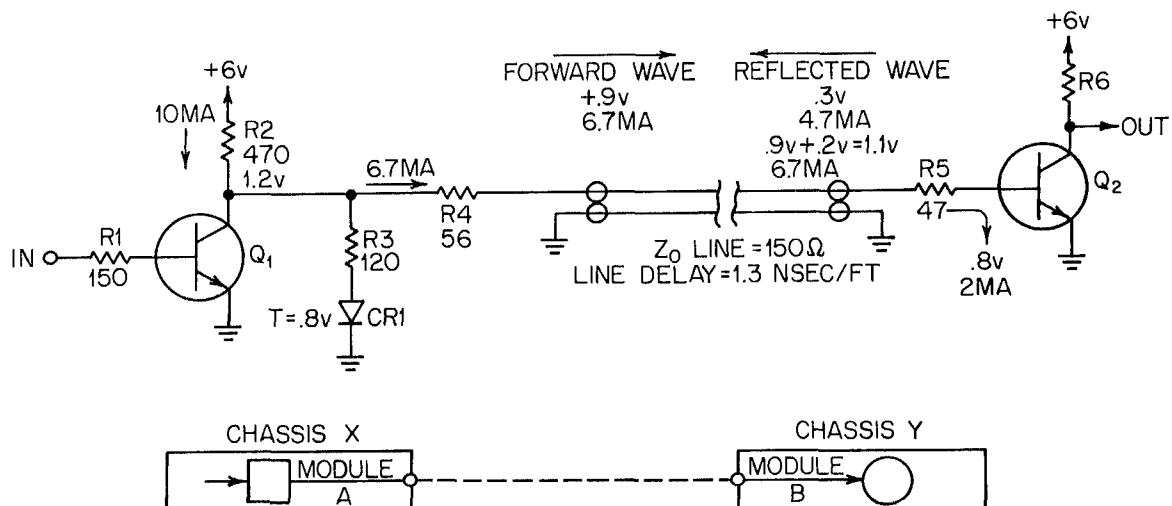 +6v
10MA
R2
470
1.2v
6.7MA
FORWARD WAVE
+.9v
6.7MA
REFLECTED WAVE
.3v
4.7MA
.9v+.2v=1.1v
6.7MA
+6v
R6
OUT
Q2
IN
R1
150
Q1
R3
120
T=.8v
CR1
R4
56
Z0 LINE=150Ω
LINE DELAY=1.3 NSEC/FT
R5
47
.8v
2MA
CHASSIS X
MODULE
A
CHASSIS Y
MODULE
B